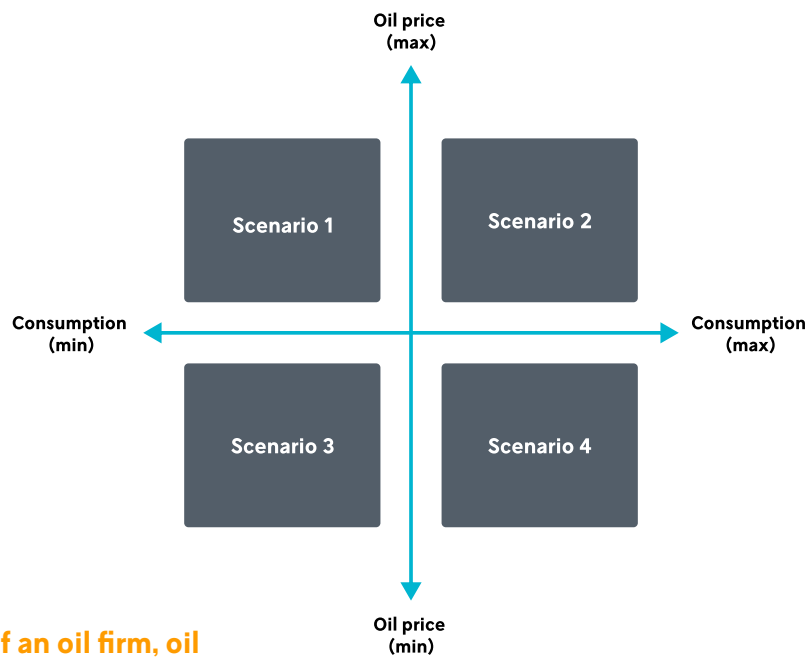 Oil price
(max)
Scenario 1
Scenario 2
Consumption
(min)
Consumption
(max)
Scenario 3
Scenario 4
Oil price
(min)
f an oil firm, oil